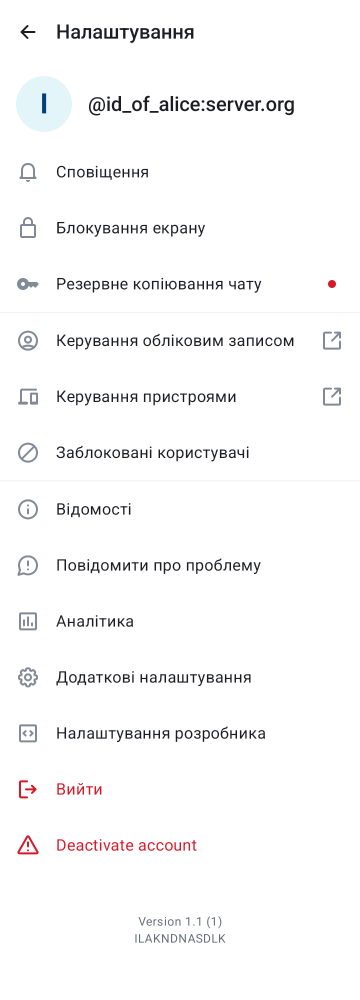 Налаштування
I
@id_of_alice:server.org
Сповіщення
Блокування екрану
Резервне копіювання чату
Керування обліковим записом
Керування пристроями
Заблоковані користувачі
Відомості
Повідомити про проблему
Аналітика
Додаткові налаштування
Налаштування розробника
Вийти
Deactivate account
Version 1.1 (1)
ILAKNDNASDLK